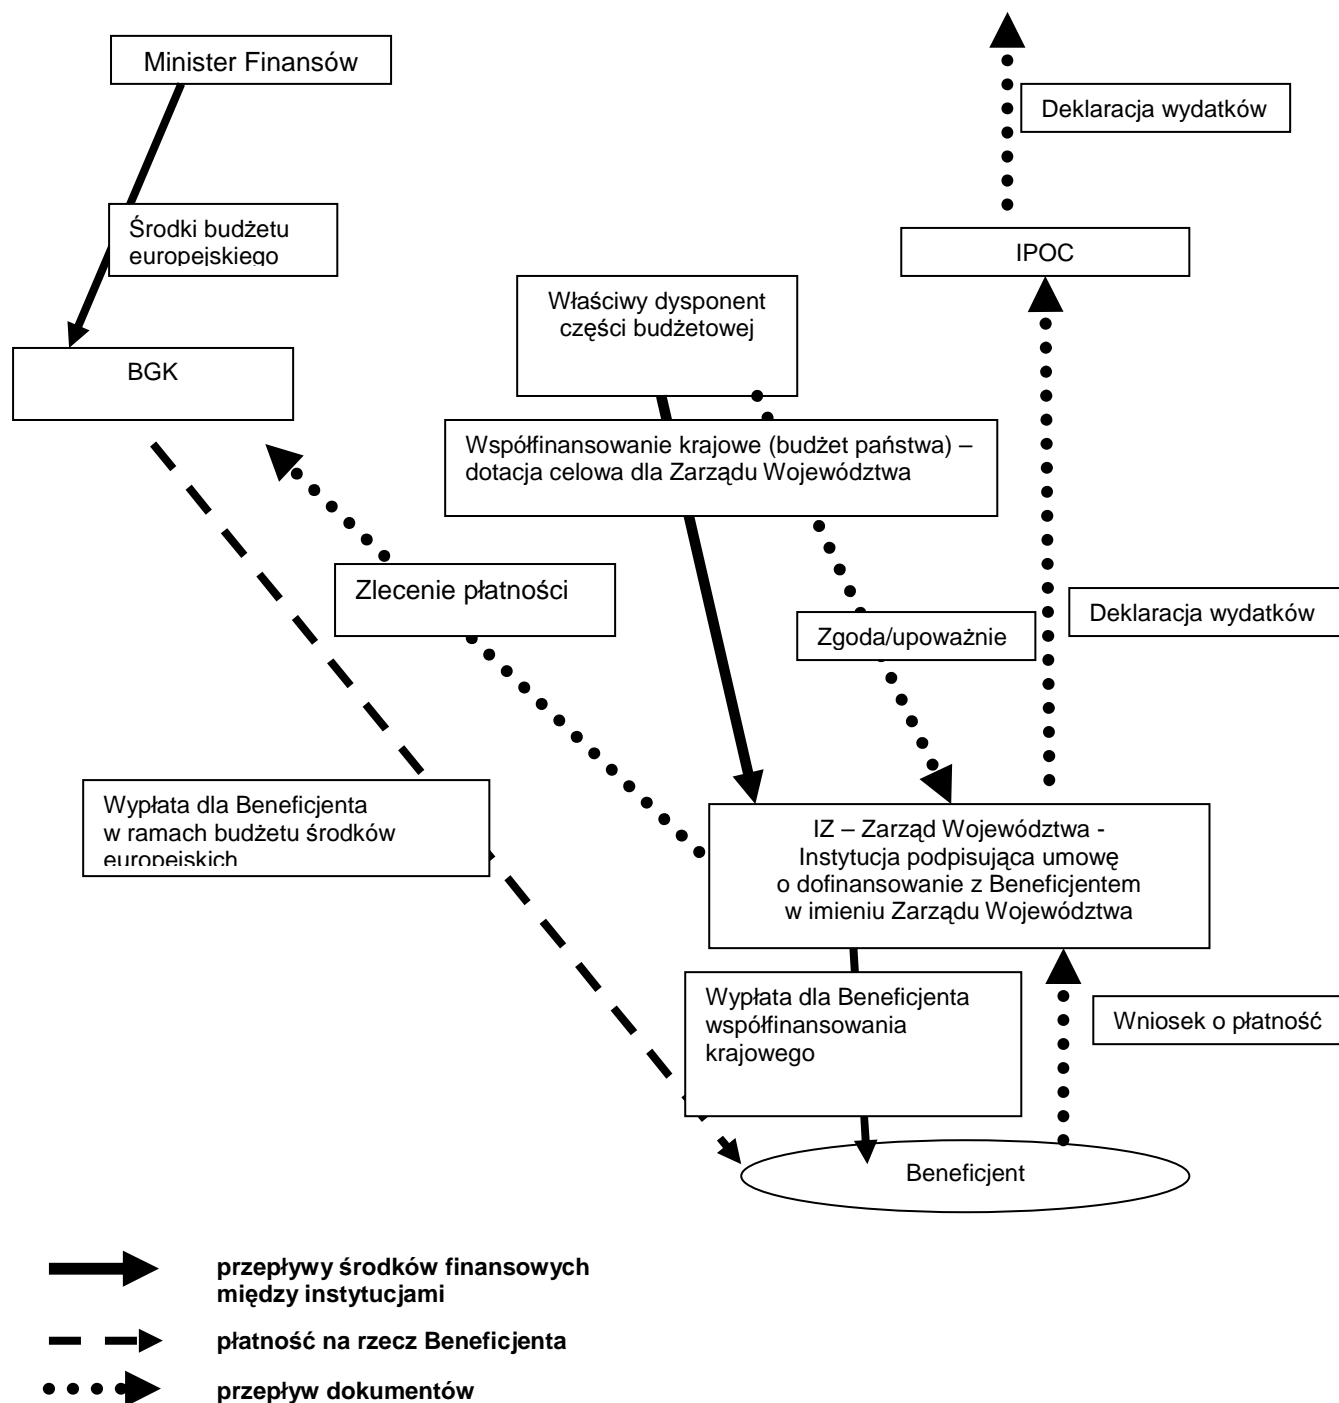 Minister Finansów
Deklaracja wydatków
Środki budżetu
europejskiego
IPOC
Właściwy dysponent
części budżetowej
BGK
Współfinansowanie krajowe (budżet państwa) –
dotacja celowa dla Zarządu Województwa
Zlecenie płatności
Zgoda/upoważnie
Deklaracja wydatków
Wypłata dla Beneficjenta
w ramach budżetu środków
europejskich
IZ – Zarząd Województwa -
Instytucja podpisująca umowę
o dofinansowanie z Beneficjentem
w imieniu Zarządu Województwa
Wypłata dla Beneficjenta
współfinansowania
krajowego
Wniosek o płatność
Beneficjent
przepływy środków finansowych
między instytucjami
płatność na rzecz Beneficjenta
przepływ dokumentów